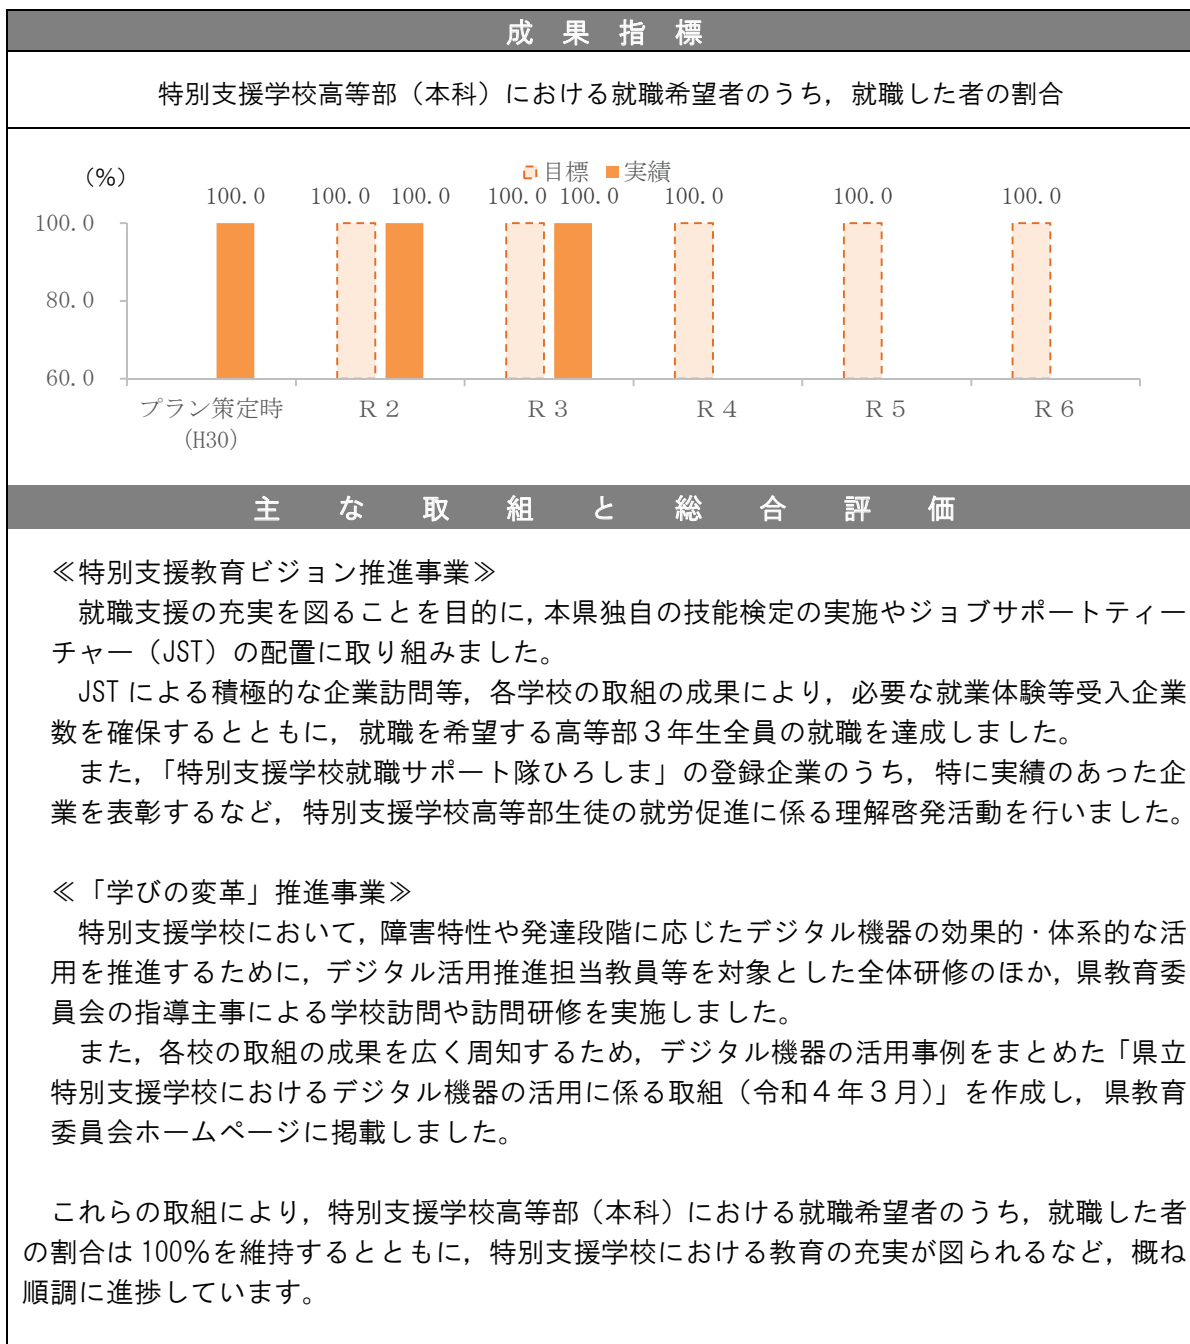 成果指標
特別支援学校高等部（本科）における就職希望者のうち，就職した者の割合
（％）
目標 実績
100.0 100.0 100.0 100.0 100.0 100.0 100.0 100.0
100.0
80.0
60.0
プラン策定時 Ｒ２ Ｒ３ Ｒ４ Ｒ５ Ｒ６
（H30）
主な取組と総合評価
≪特別支援教育ビジョン推進事業≫
就職支援の充実を図ることを目的に，本県独自の技能検定の実施やジョブサポートティー
チャー（JST）の配置に取り組みました。
JST による積極的な企業訪問等，各学校の取組の成果により，必要な就業体験等受入企業
数を確保するとともに，就職を希望する高等部３年生全員の就職を達成しました。
また，「特別支援学校就職サポート隊ひろしま」の登録企業のうち，特に実績のあった企
業を表彰するなど，特別支援学校高等部生徒の就労促進に係る理解啓発活動を行いました。
≪「学びの変革」推進事業≫
特別支援学校において，障害特性や発達段階に応じたデジタル機器の効果的・体系的な活
用を推進するために，デジタル活用推進担当教員等を対象とした全体研修のほか，県教育委
員会の指導主事による学校訪問や訪問研修を実施しました。
また，各校の取組の成果を広く周知するため，デジタル機器の活用事例をまとめた「県立
特別支援学校におけるデジタル機器の活用に係る取組（令和４年３月）」を作成し，県教育
委員会ホームページに掲載しました。
これらの取組により，特別支援学校高等部（本科）における就職希望者のうち，就職した者
の割合は 100％を維持するとともに，特別支援学校における教育の充実が図られるなど，概ね
順調に進捗しています。